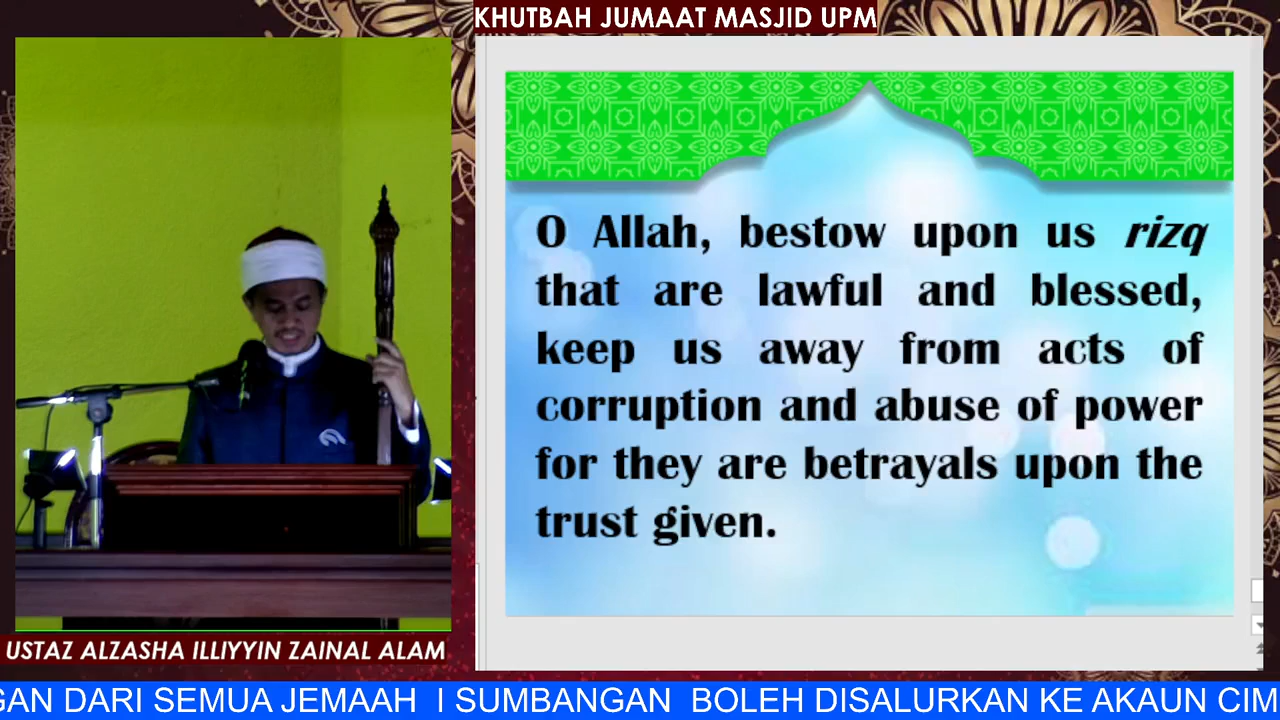 KHUTBAH JUMAAT MASJID UPM
O Allah, bestow upon us rizq
that are lawful and blessed,
keep us away from acts of
corruption and abuse of power
for they are betrayals upon the
trust given.
USTAZ ALZASHA ILLIYYIN ZAINAL ALAM
GAN DARI SEMUA JEMAAH I SUMBANGAN BOLEH DISALURKAN KE AKAUN CIM